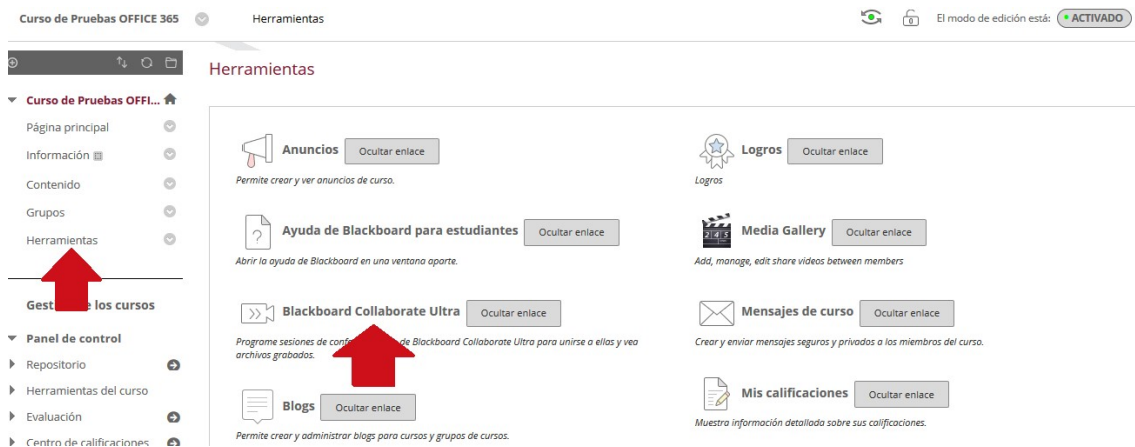 Curso de Pruebas OFFICE 365
Herramientas
0
El modo de edición está:
ACTIVADO
Curso de Pruebas OFFI...
Página principal
Información
Contenido
Grupos
Herramientas
Gest
e los cursos
Panel de control
Repositorio
Herramientas del curso
Evaluación
Centro de calificaciones
Herramientas
Anuncios
Ocultar enlace
Permite crear y ver anuncios de curso.
Ayuda de Blackboard para estudiantes
Ocultar enlace
Abrir la ayuda de Blackboard en una ventana aparte.
Blackboard Collaborate Ultra
Ocultar enlace
Programe sesiones de conf
de Blackboard Collaborate Ultra para unirse a ellas y vea
archivos grabados.
Blogs
Ocultar enlace
Permite crear y administrar blogs para cursos y grupos de cursos.
Logros
Ocultar enlace
Logros
2 4 5
Media Gallery
Ocultar enlace
Add, manage, edit share videos between members
Mensajes de curso
Ocultar enlace
Crear y enviar mensajes seguros y privados a los miembros del curso.
Mis calificaciones
Ocultar enlace
Muestra información detallada sobre sus calificaciones.